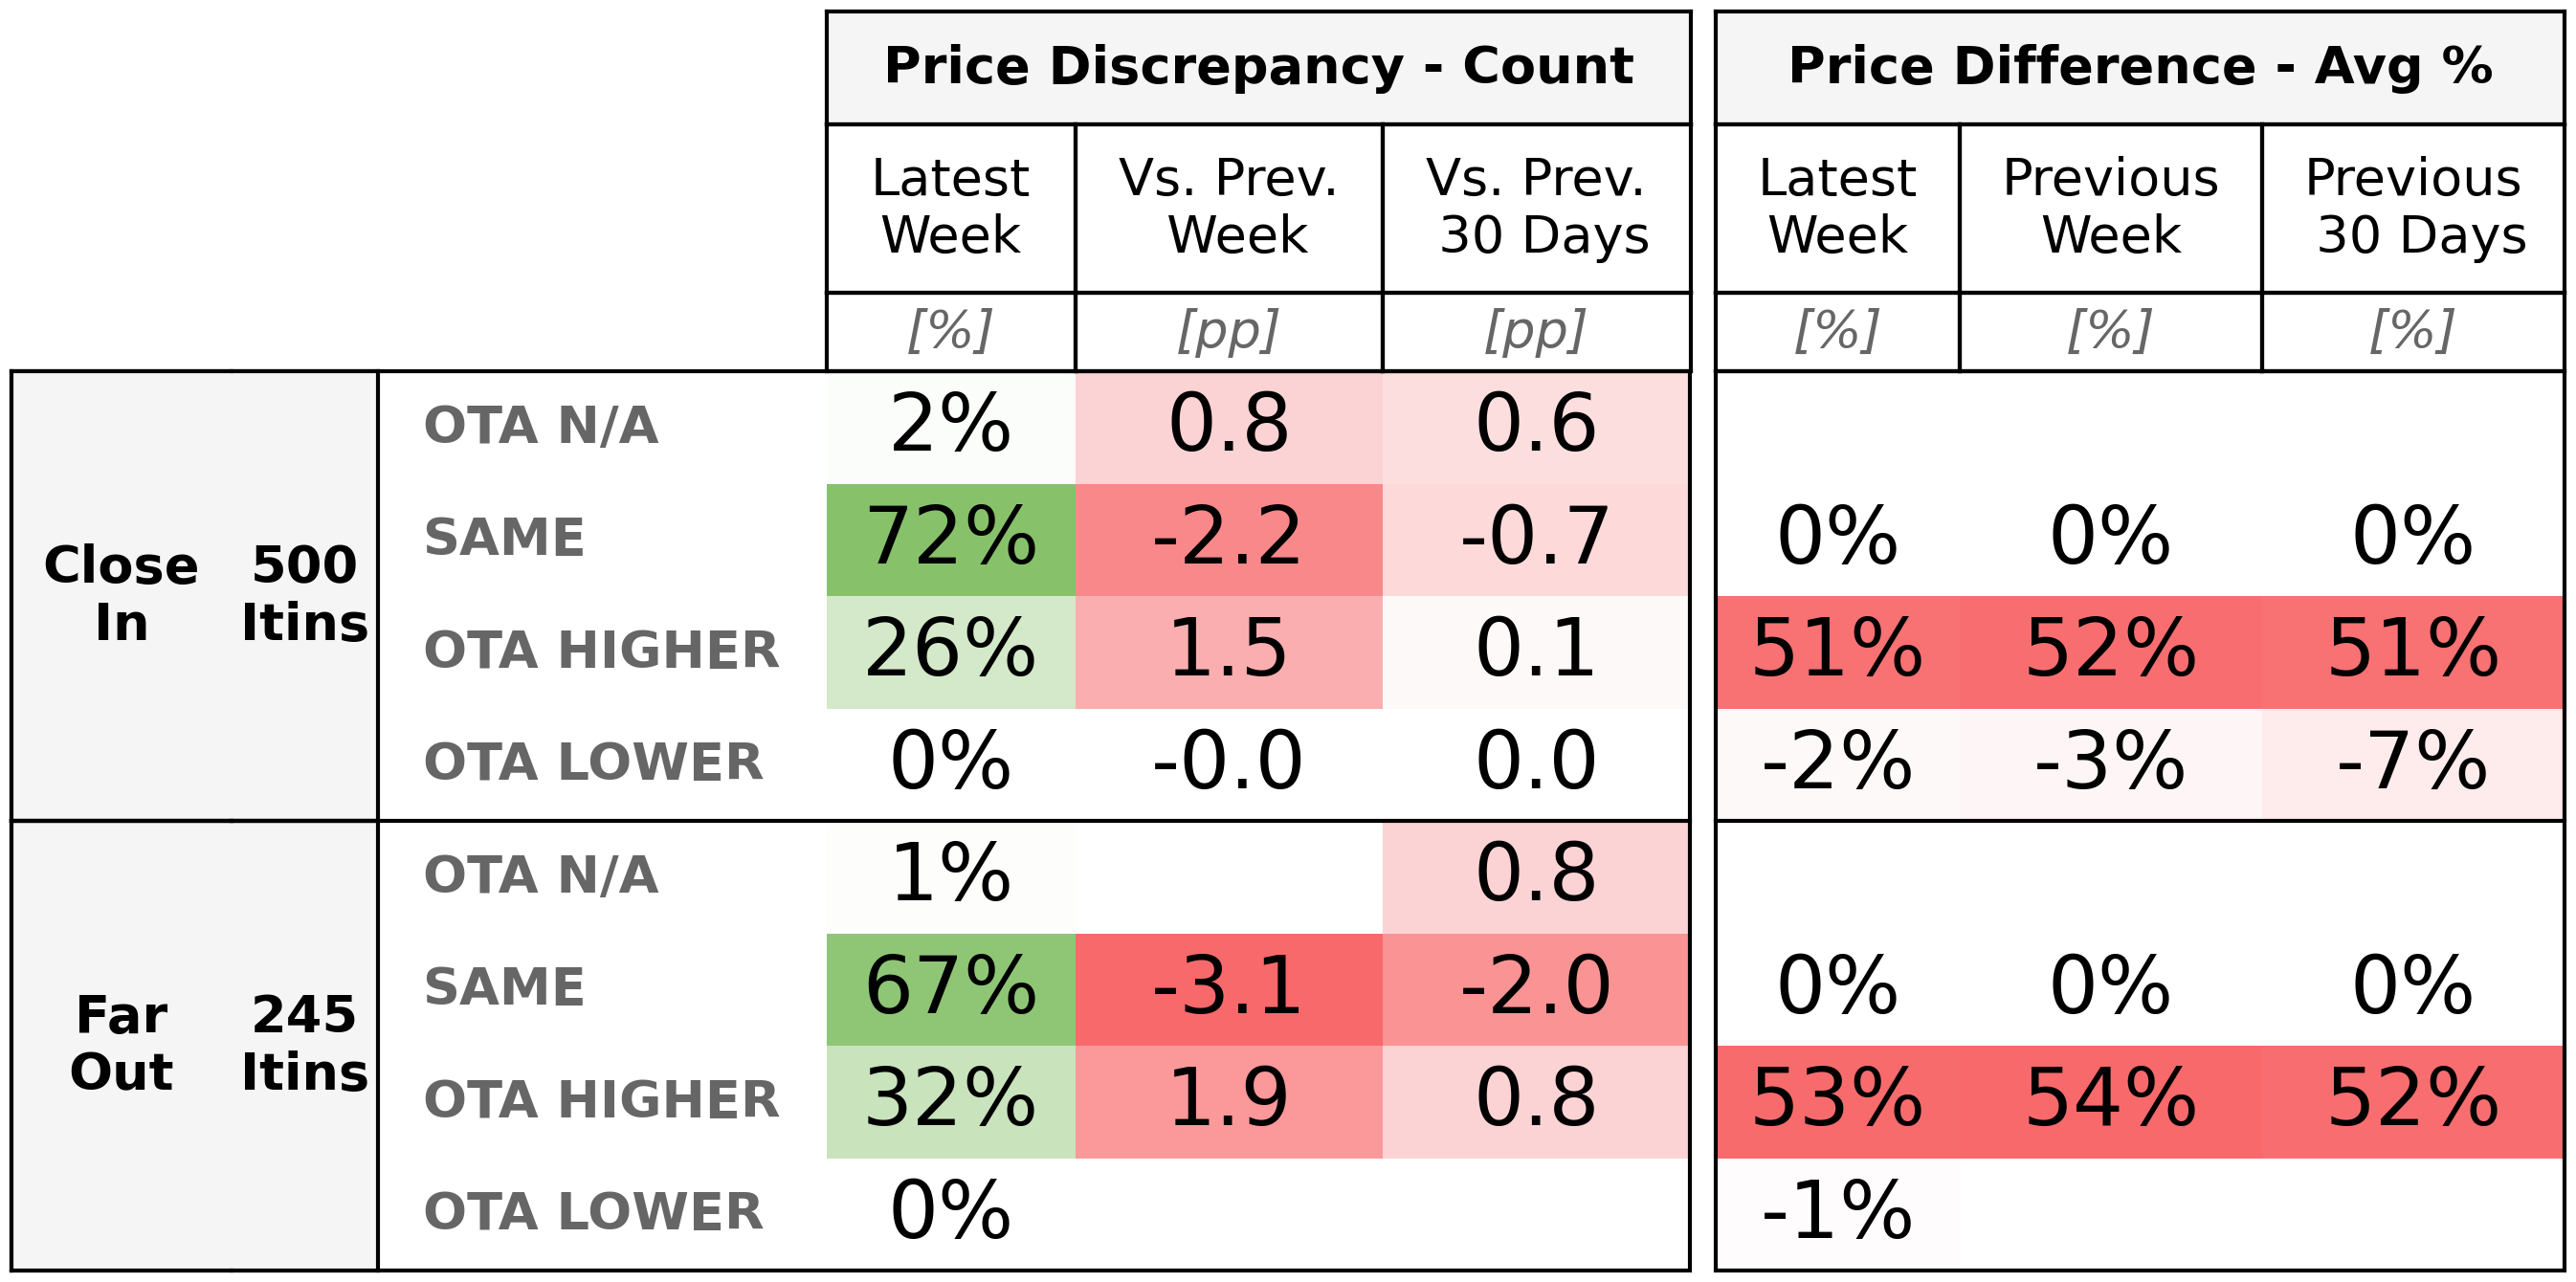 Price Discrepancy - Count Price Difference - Avg %
Latest Week Vs. Prev. Week Vs. Prev. 30 Days Latest Week Previous Week Previous 30 Days
[%] [pp] [pp] [%] [%] [%]
Close In 500 Itins
OTA N/A 2% 0.8 0.6
SAME 72% -2.2 -0.7 0% 0% 0%
OTA HIGHER 26% 1.5 0.1 51% 52% 51%
OTA LOWER 0% -0.0 0.0 -2% -3% -7%
Far Out 245 Itins
OTA N/A 1% 0.8
SAME 67% -3.1 -2.0 0% 0% 0%
OTA HIGHER 32% 1.9 0.8 53% 54% 52%
OTA LOWER 0% -1%